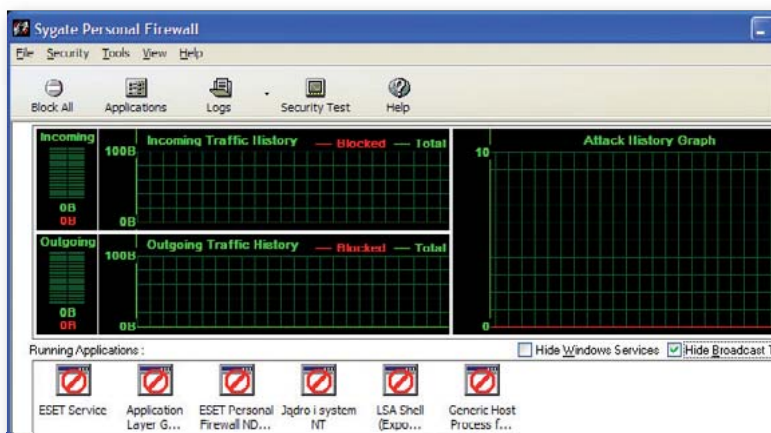 Sygate Personal Firewall
File Security Tools View Help
Block All Applications Logs Security Test Help
Incoming
0B
0B
Incoming Traffic History
Blocked Total
100B
0B
Outgoing
0B
0B
Outgoing Traffic History
Blocked Total
100B
0B
Attack History Graph
10
0
Running Applications :
Hide Windows Services Hide Broadcast T
ESET Service
Application Layer G...
ESET Personal Firewall ND...
Jądro i system NT
LSA Shell (Expo...
Generic Host Process f...